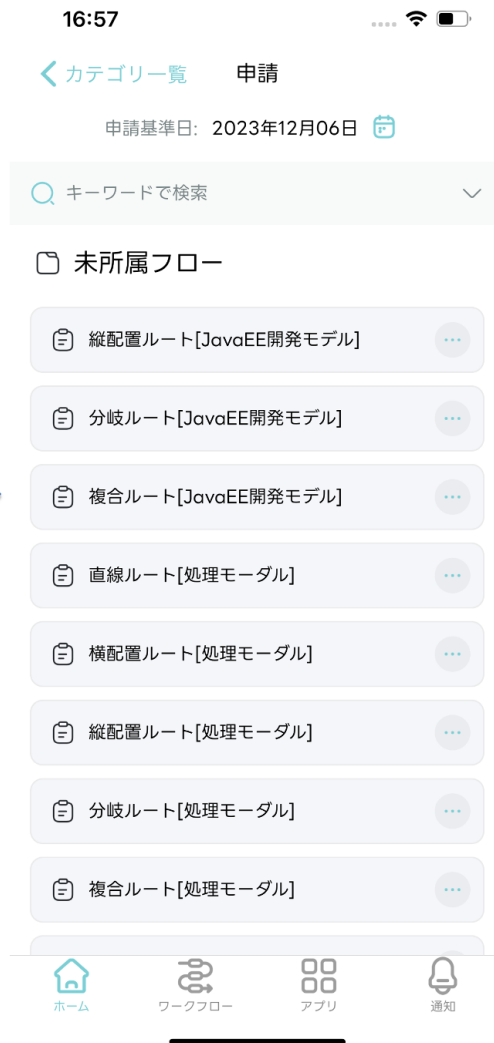 16:57
カテゴリ一覧 申請
申請基準日: 2023年12月06日
キーワードで検索
未所属フロー
縦配置ルート[JavaEE開発モデル]
分岐ルート[JavaEE開発モデル]
複合ルート[JavaEE開発モデル]
直線ルート[処理モーダル]
横配置ルート[処理モーダル]
縦配置ルート[処理モーダル]
分岐ルート[処理モーダル]
複合ルート[処理モーダル]
ホーム ワークフロー アプリ 通知